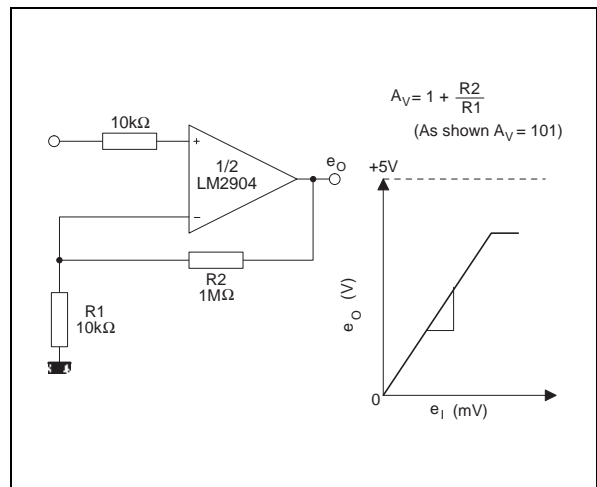 10kΩ
+
1/2
LM2904
–
e_O
R2
1MΩ
R1
10kΩ
A_V = 1 + R2/R1
(As shown A_V = 101)
+5V
e_O (V)
0
e_I (mV)